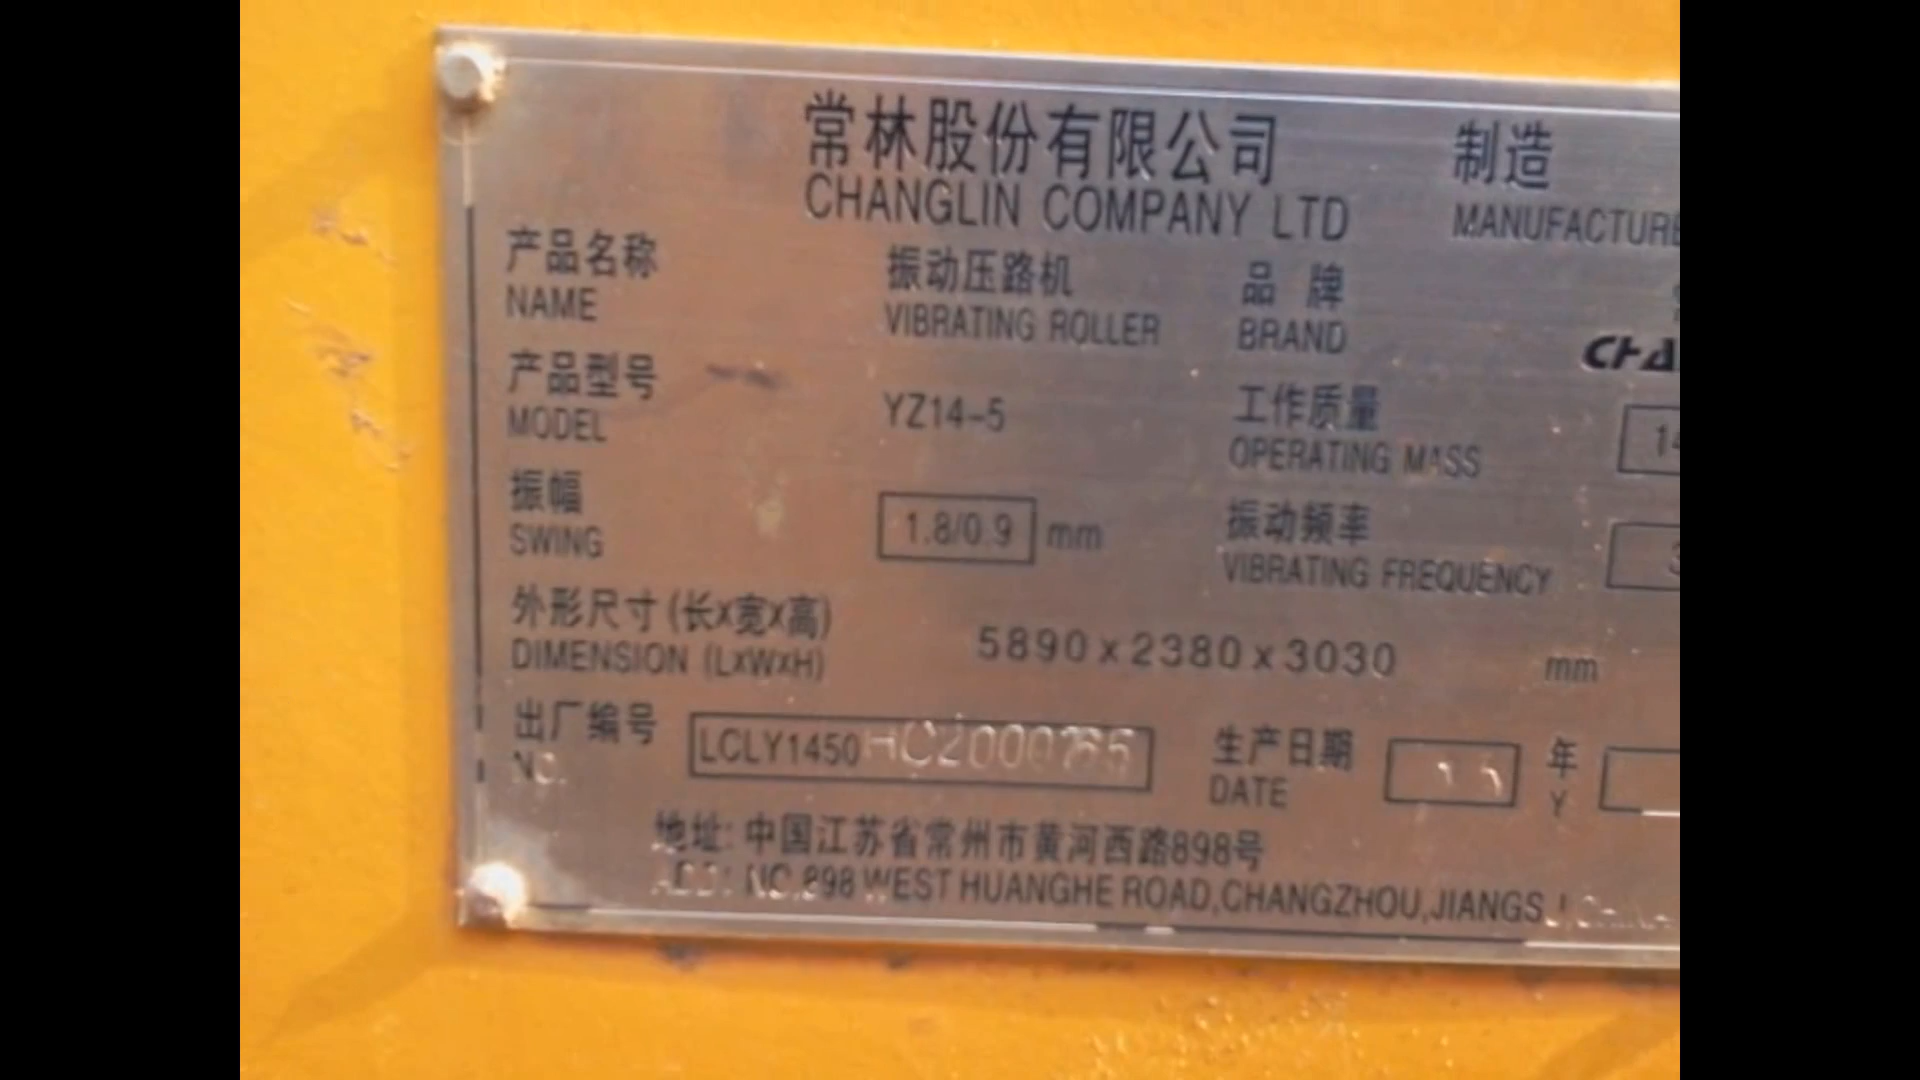 常林股份有限公司 制造
CHANGLIN COMPANY LTD MANUFACTURE
产品名称 振动压路机 品 牌
NAME VIBRATING ROLLER BRAND
产品型号 YZ14-5 工作质量
MODEL OPERATING MASS
振幅 1.8/0.9 mm 振动频率
SWING VIBRATING FREQUENCY
外形尺寸(长x宽x高) 5890x2380x3030 mm
DIMENSION (LxWxH)
出厂编号 生产日期 年
NO. DATE Y
地址: 中国江苏省常州市黄河西路898号
ADD: NO.898 WEST HUANGHE ROAD,CHANGZHOU,